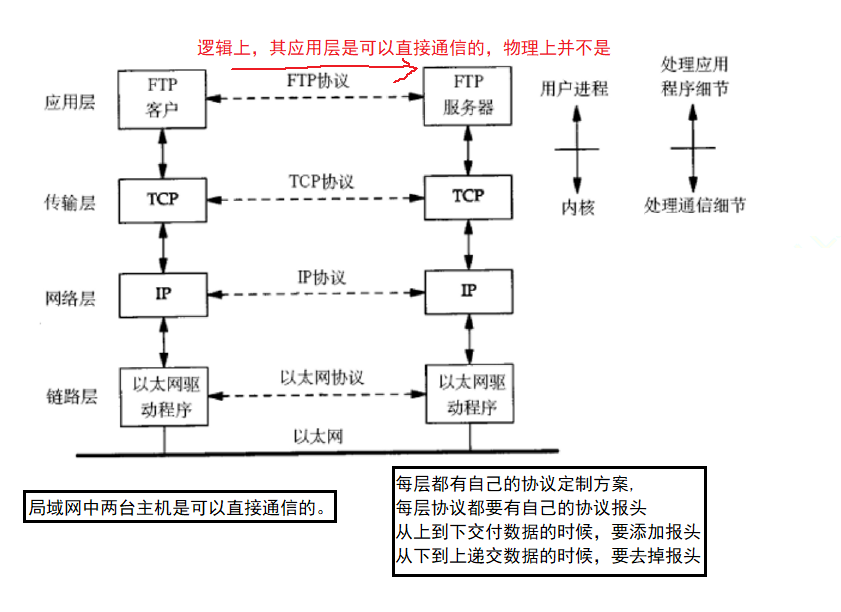 逻辑上，其应用层是可以直接通信的，物理上并不是
应用层
FTP
客户
FTP协议
FTP
服务器
用户进程
处理应用
程序细节
传输层
TCP
TCP协议
TCP
内核
处理通信细节
网络层
IP
IP协议
IP
链路层
以太网驱
动程序
以太网协议
以太网驱
动程序
以太网
局域网中两台主机是可以直接通信的。
每层都有自己的协议定制方案,
每层协议都要有自己的协议报头
从上到下交付数据的时候，要添加报头
从下到上递交数据的时候，要去掉报头